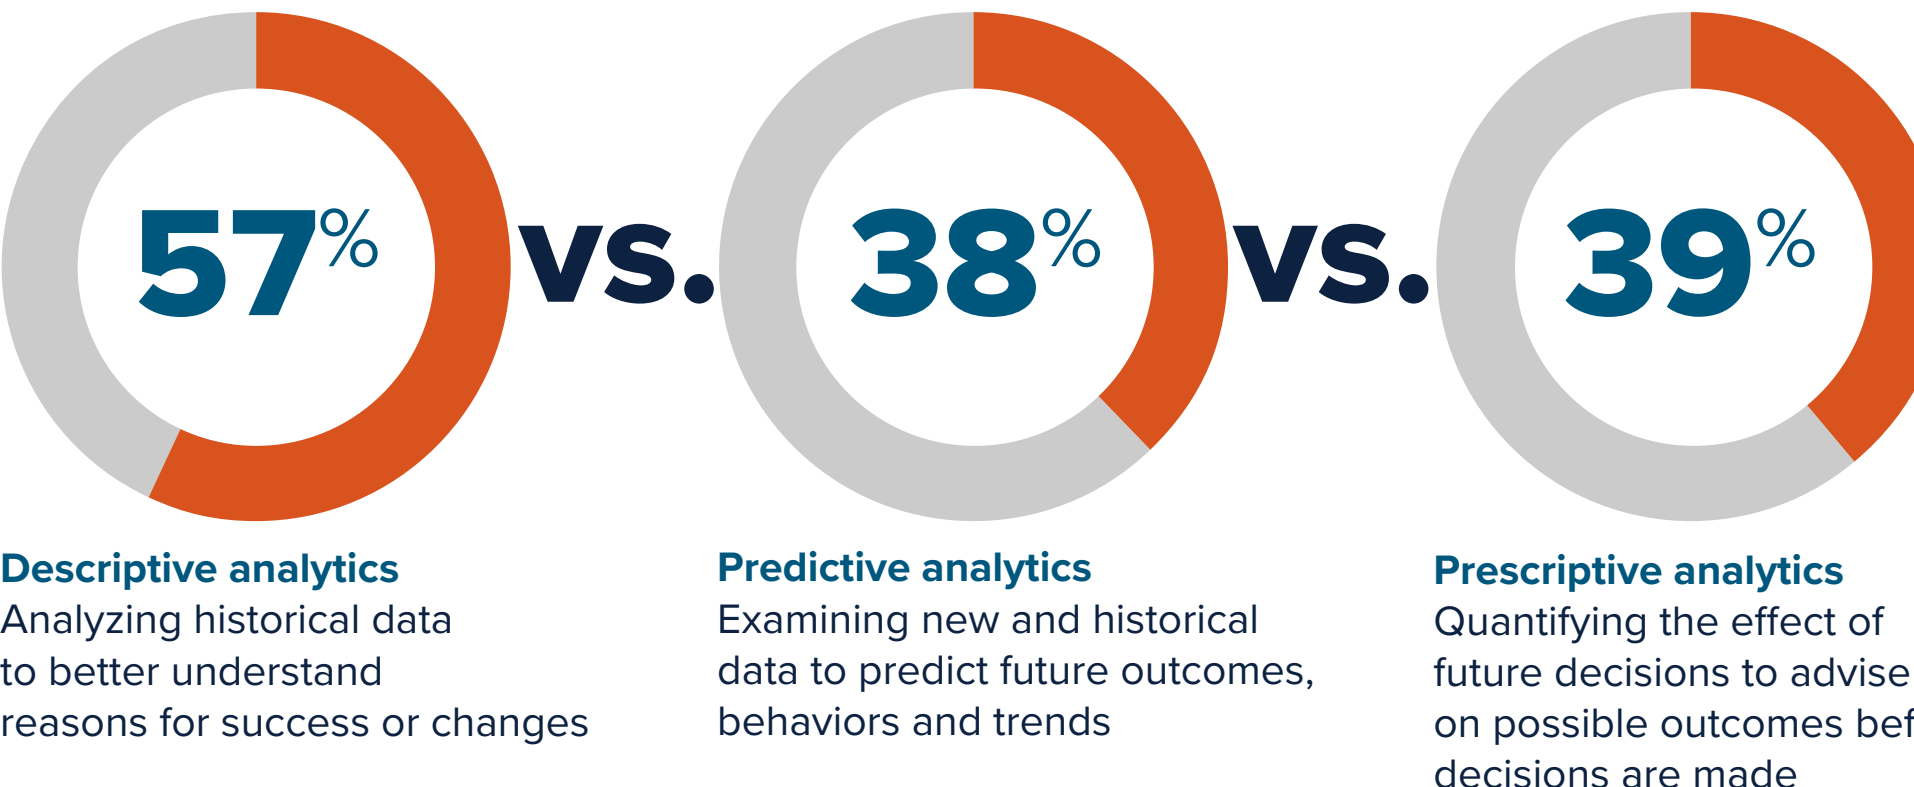 57%
vs.
38%
vs.
39%
Descriptive analytics
Analyzing historical data
to better understand
reasons for success or changes
Predictive analytics
Examining new and historical
data to predict future outcomes,
behaviors and trends
Prescriptive analytics
Quantifying the effect of
future decisions to advise
on possible outcomes
decisions are made